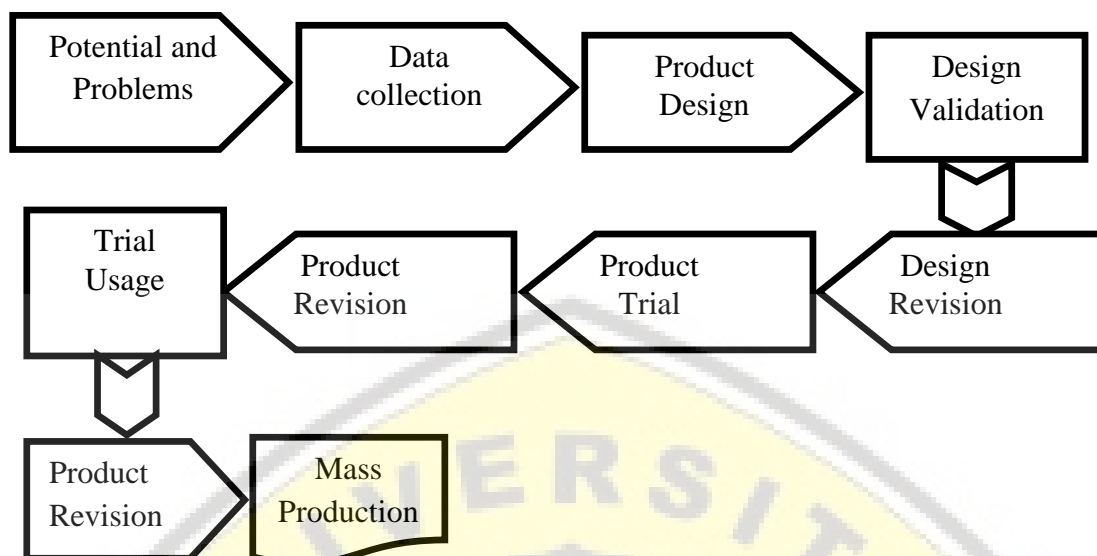 Potential and
Problems
Data
collection
Product
Design
Design
Validation
Design
Revision
Product
Trial
Product
Revision
Trial
Usage
Product
Revision
Mass
Production
IVERSIT